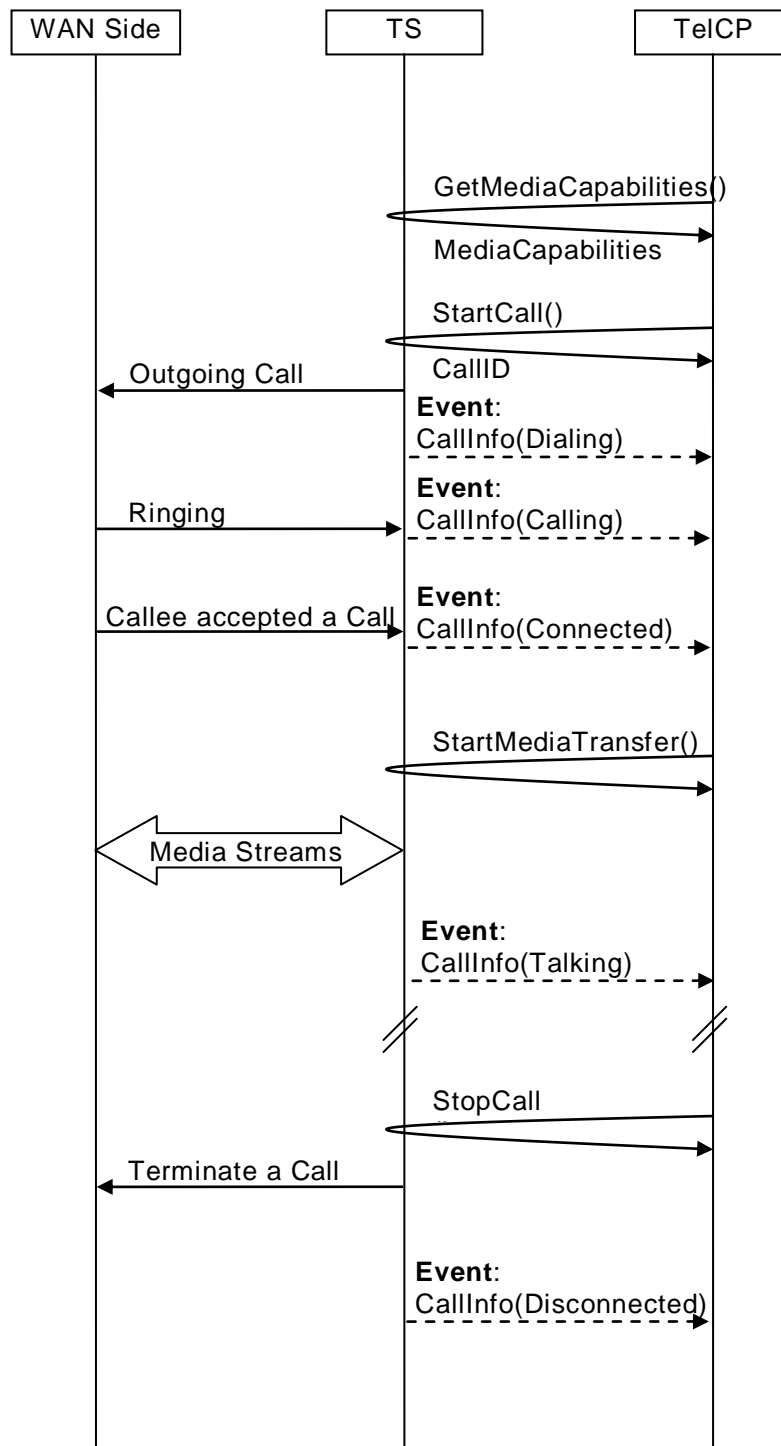 WAN Side
TS
TelCP
GetMediaCapabilities()
MediaCapabilities
StartCall()
CallID
Outgoing Call
Event:
CallInfo(Dialing)
Event:
Ringing
CallInfo(Calling)
Event:
Callee accepted a Call
CallInfo(Connected)
StartMediaTransfer()
Media Streams
Event:
CallInfo(Talking)
StopCall
Terminate a Call
Event:
CallInfo(Disconnected)